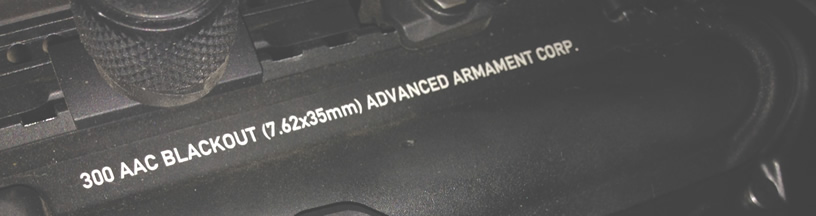 300 AAC BLACKOUT (7.62x35mm) ADVANCED ARMAMENT CORP.